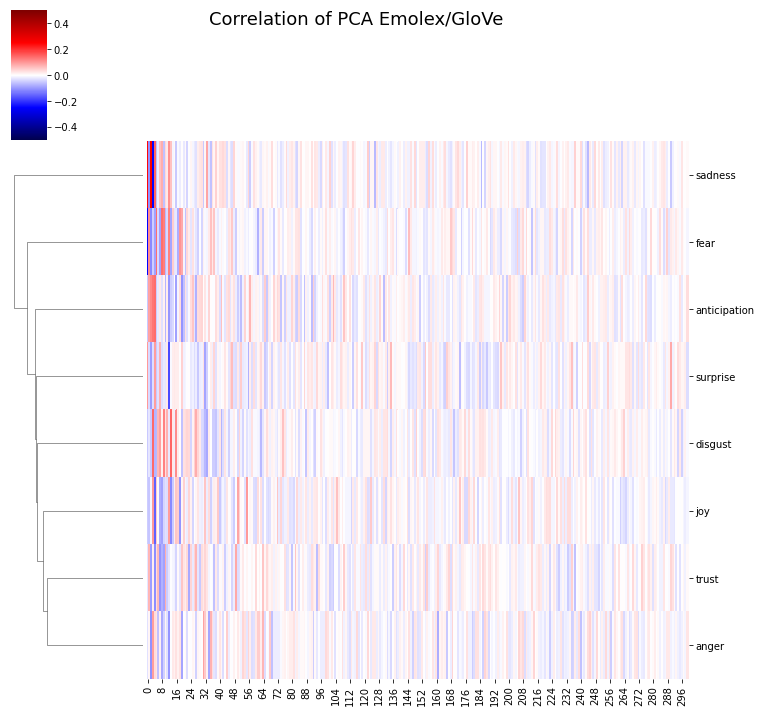 Correlation of PCA Emolex/GloVe
0.4
0.2
0.0
−0.2
−0.4
sadness
fear
anticipation
surprise
disgust
joy
trust
anger
0 8 16 24 32 40 48 56 64 72 80 88 96 104 112 120 128 136 144 152 160 168 176 184 192 200 208 216 224 232 240 248 256 264 272 280 288 296